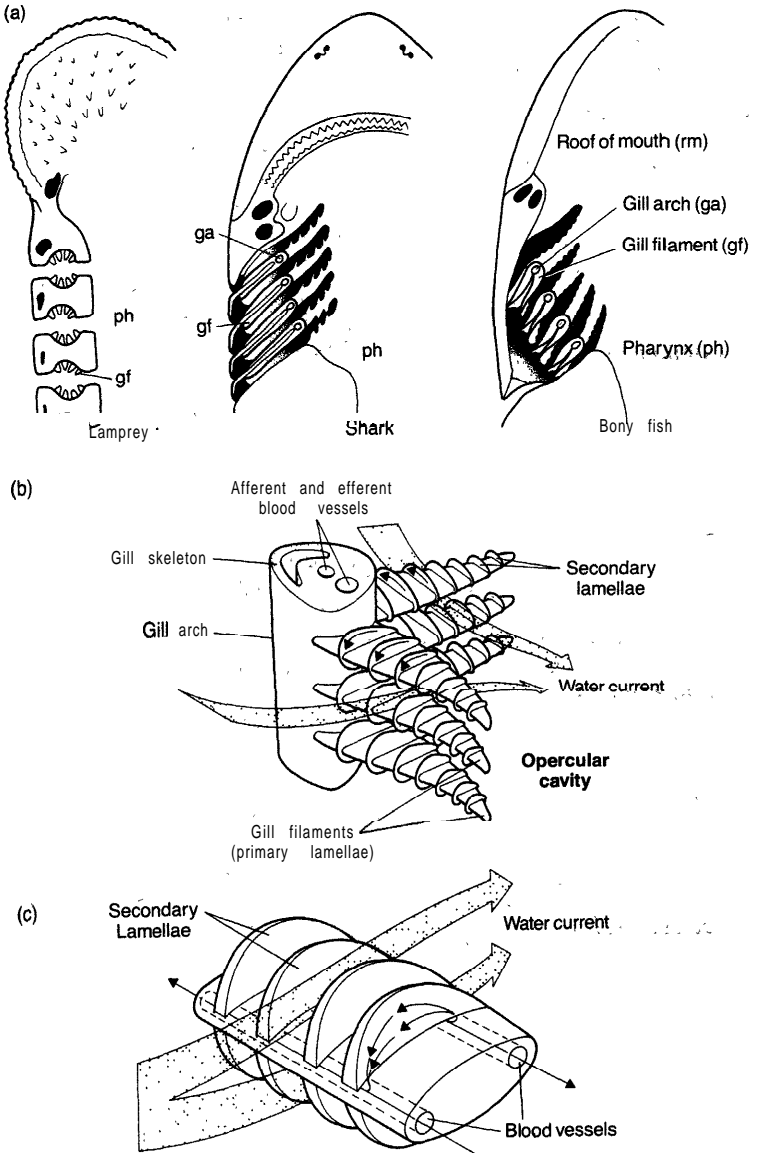 (a)
Roof of mouth (rm)
Gill arch (ga)
ga
Gill filament (gf)
ph
gf
Pharynx (ph)
ph
gf
Lamprey
Shark
Bony fish
(b)
Afferent and efferent
blood vessels
Gill skeleton
Secondary
lamellae
Gill arch
Water current
Opercular
cavity
Gill filaments
(primary lamellae)
(c)
Secondary
Lamellae
Water current
Blood vessels